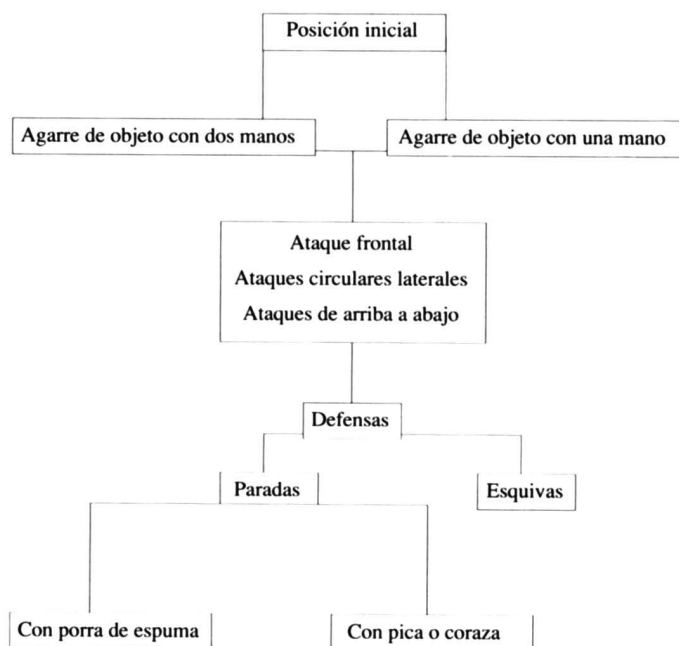 Posición inicial
Agarre de objeto con dos manos
Agarre de objeto con una mano
Ataque frontal
Ataques circulares laterales
Ataques de arriba a abajo
Defensas
Paradas
Esquivas
Con porra de espuma
Con pica o coraza